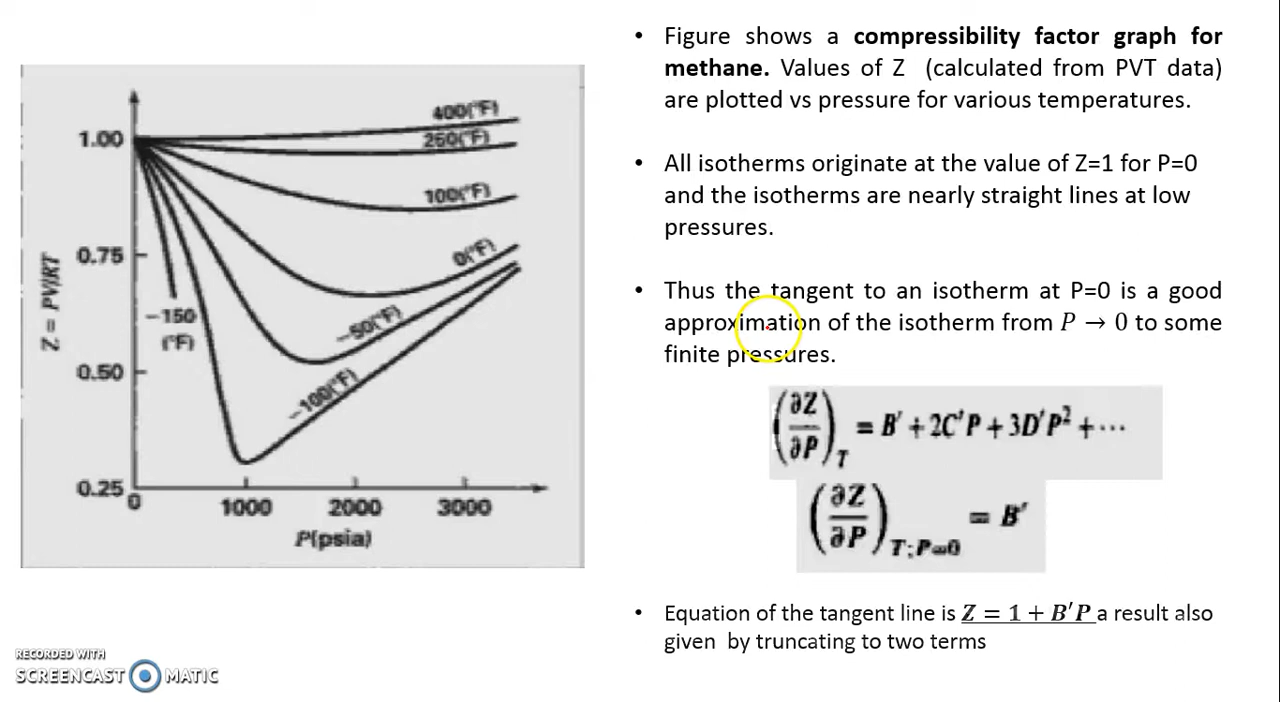 400(°F)
260(°F)
100(°F)
0(°F)
-50(°F)
-100(°F)
-150
(°F)
1.00
0.75
0.50
0.25
Z = PV/RT
0 1000 2000 3000
P(psia)
RECORDED WITH
SCREENCAST MATIC
• Figure shows a compressibility factor graph for
methane. Values of Z (calculated from PVT data)
are plotted vs pressure for various temperatures.
• All isotherms originate at the value of Z=1 for P=0
and the isotherms are nearly straight lines at low
pressures.
• Thus the tangent to an isotherm at P=0 is a good
approximation of the isotherm from P → 0 to some
finite pressures.
(∂Z/∂P)_T = B′ + 2C′P + 3D′P² + ⋯
(∂Z/∂P)_T;P=0 = B′
• Equation of the tangent line is Z = 1 + B′P a result also
given by truncating to two terms